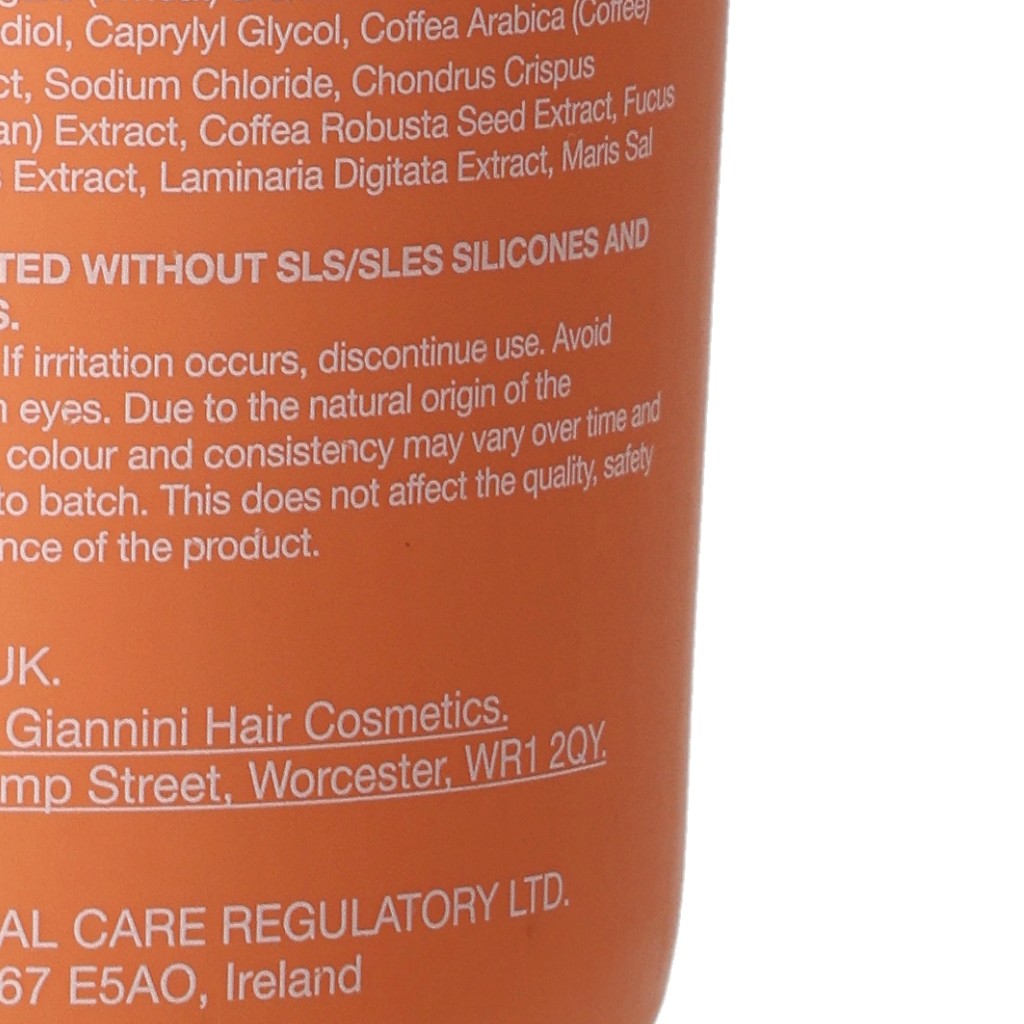 diol, Caprylyl Glycol, Coffea Arabica (Coffee)
ct, Sodium Chloride, Chondrus Crispus
an) Extract, Coffea Robusta Seed Extract, Fucus
s Extract, Laminaria Digitata Extract, Maris Sal
TED WITHOUT SLS/SLES SILICONES AND
S.
If irritation occurs, discontinue use. Avoid
n eyes. Due to the natural origin of the
colour and consistency may vary over time and
to batch. This does not affect the quality, safety
nce of the product.
UK.
Giannini Hair Cosmetics.
mp Street, Worcester, WR1 2QY.
AL CARE REGULATORY LTD.
67 E5AO, Ireland